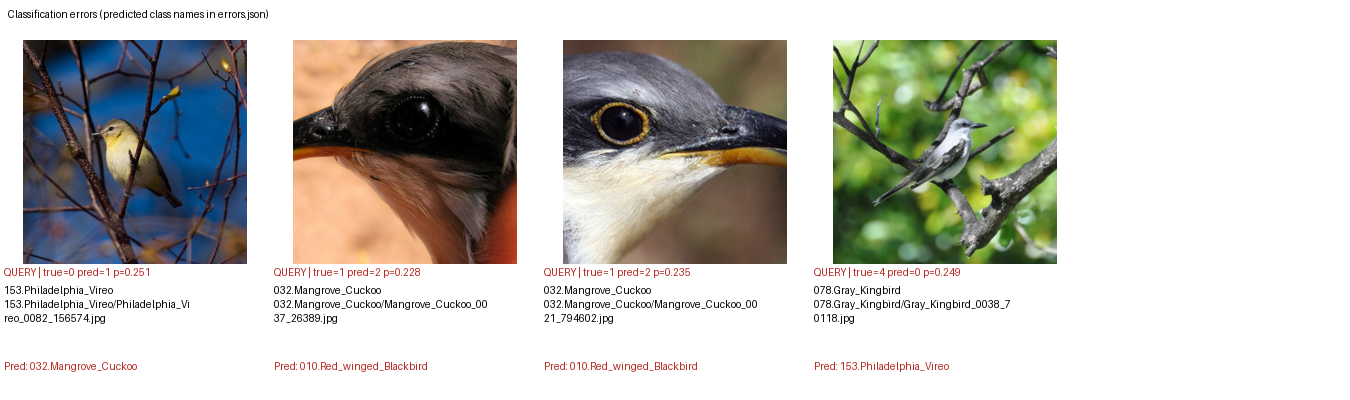 Classification errors (predicted class names in errors.json)
QUERY | true=0 pred=1 p=0.251
153.Philadelphia_Vireo
153.Philadelphia_Vireo/Philadelphia_Vi
reo_0082_156574.jpg
Pred: 032.Mangrove_Cuckoo
QUERY | true=1 pred=2 p=0.228
032.Mangrove_Cuckoo
032.Mangrove_Cuckoo/Mangrove_Cuckoo_00
37_26389.jpg
Pred: 010.Red_winged_Blackbird
QUERY | true=1 pred=2 p=0.235
032.Mangrove_Cuckoo
032.Mangrove_Cuckoo/Mangrove_Cuckoo_00
21_794602.jpg
Pred: 010.Red_winged_Blackbird
QUERY | true=4 pred=0 p=0.249
078.Gray_Kingbird
078.Gray_Kingbird/Gray_Kingbird_0038_7
0118.jpg
Pred: 153.Philadelphia_Vireo